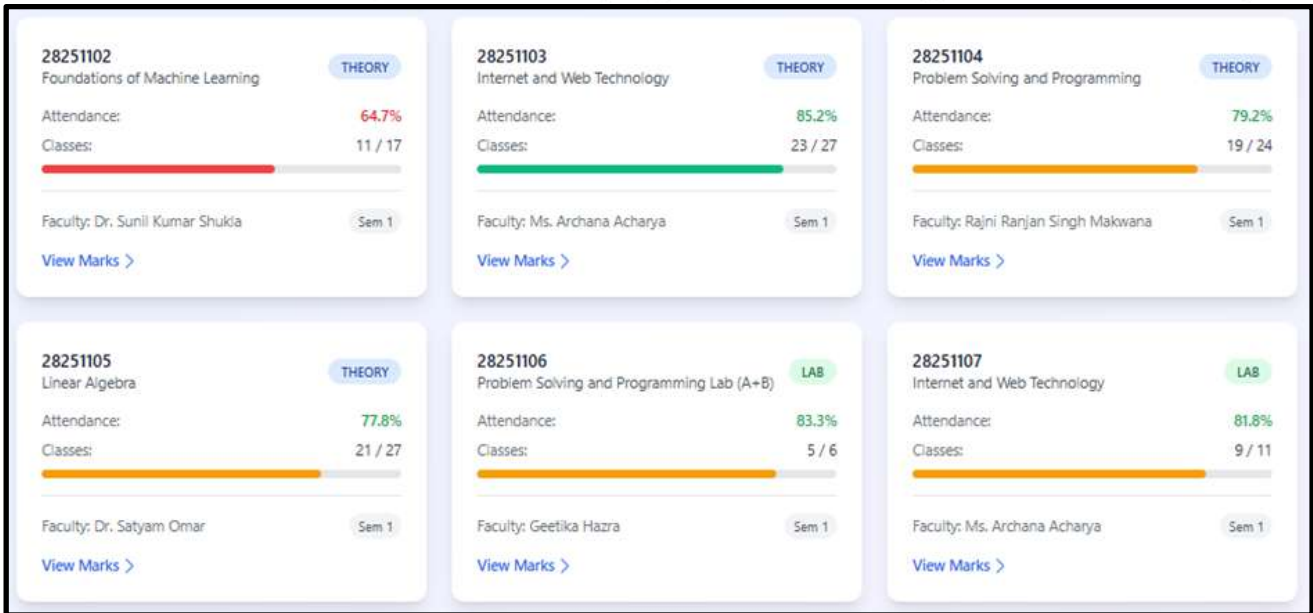 28251102
Foundations of Machine Learning
THEORY
Attendance: 64.7%
Classes: 11 / 17
Faculty: Dr. Sunil Kumar Shukla
Sem 1
View Marks >
28251103
Internet and Web Technology
THEORY
Attendance: 85.2%
Classes: 23 / 27
Faculty: Ms. Archana Acharya
Sem 1
View Marks >
28251104
Problem Solving and Programming
THEORY
Attendance: 79.2%
Classes: 19 / 24
Faculty: Rajni Ranjan Singh Makwana
Sem 1
View Marks >
28251105
Linear Algebra
THEORY
Attendance: 77.8%
Classes: 21 / 27
Faculty: Dr. Satyam Omar
Sem 1
View Marks >
28251106
Problem Solving and Programming Lab (A+B)
LAB
Attendance: 83.3%
Classes: 5 / 6
Faculty: Geetika Hazra
Sem 1
View Marks >
28251107
Internet and Web Technology
LAB
Attendance: 81.8%
Classes: 9 / 11
Faculty: Ms. Archana Acharya
Sem 1
View Marks >